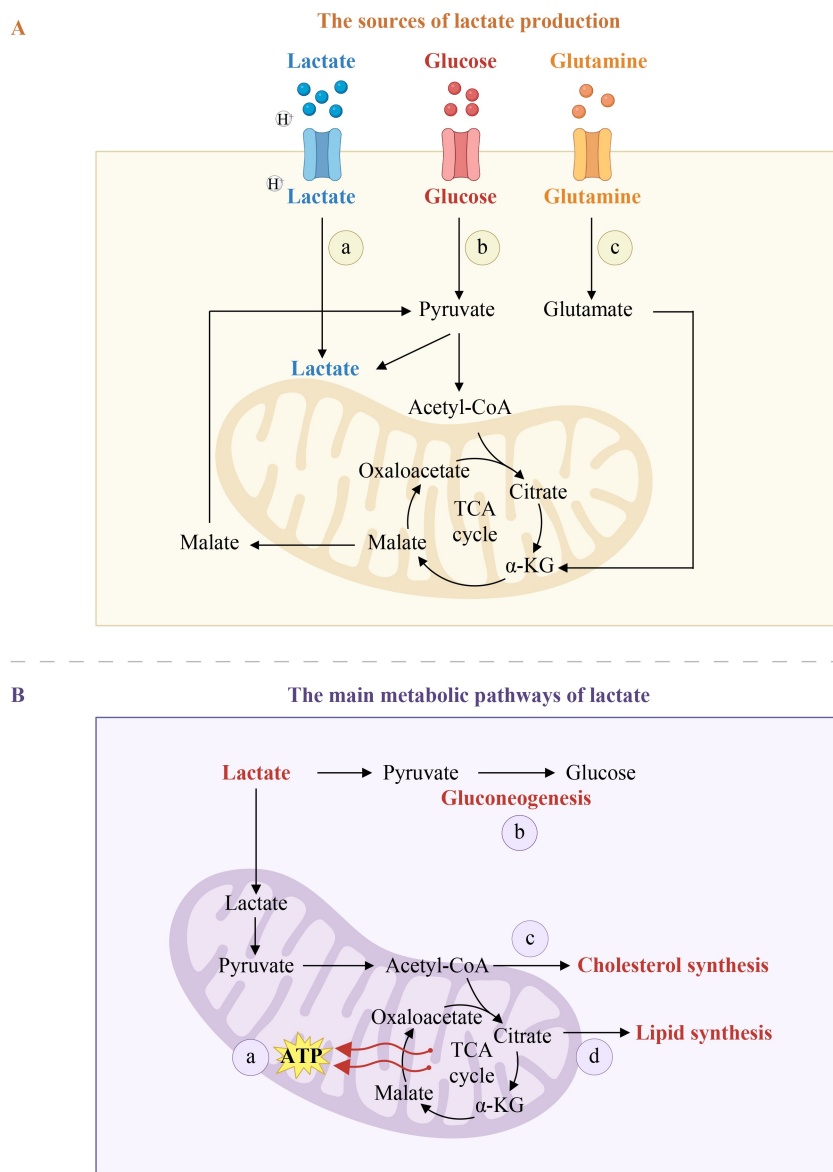 A
The sources of lactate production
Lactate Glucose Glutamine
H⁺
H⁺
Lactate Glucose Glutamine
a b c
Pyruvate Glutamate
Lactate
Acetyl-CoA
Oxaloacetate
Citrate
TCA
cycle
Malate Malate
α-KG
B
The main metabolic pathways of lactate
Lactate Pyruvate Glucose
Gluconeogenesis
b
Lactate
c
Pyruvate Acetyl-CoA Cholesterol synthesis
Oxaloacetate
Citrate Lipid synthesis
a ATP TCA d
cycle
Malate
α-KG